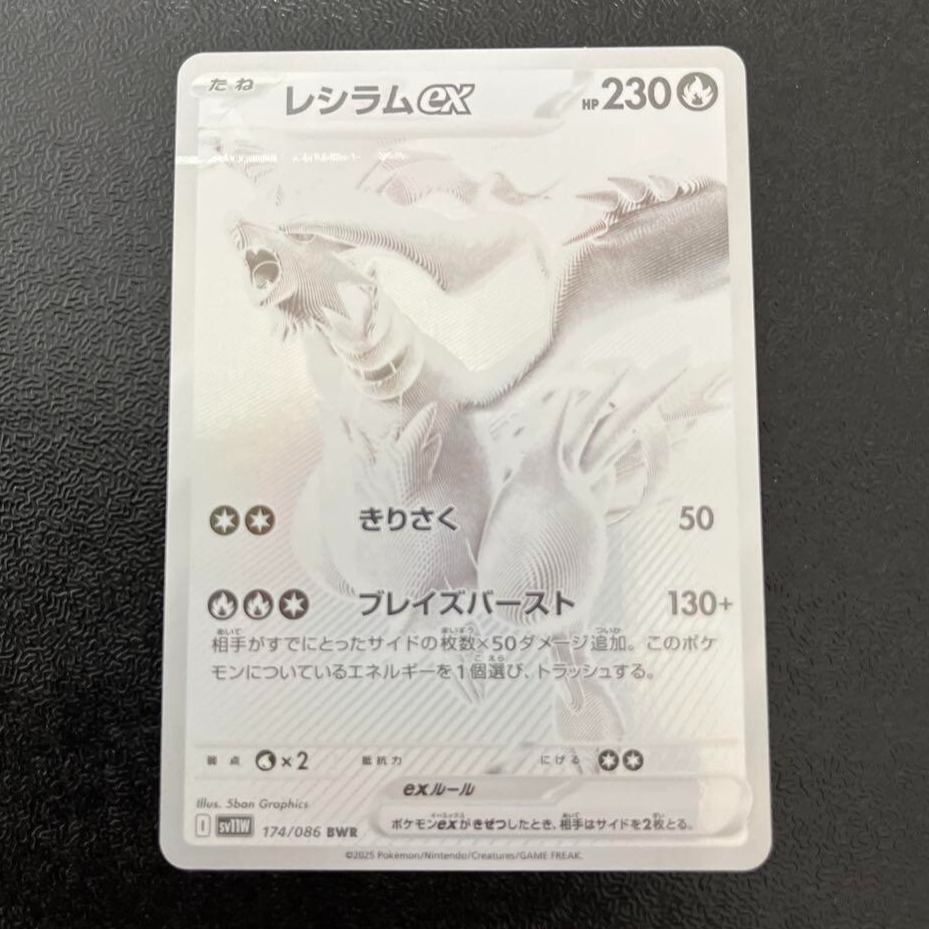 たね
レシラムex
HP230
きりさく 50
ブレイズバースト 130+
相手がすでにとったサイドの枚数×50ダメージ追加。このポケ
モンについているエネルギーを1個選び、トラッシュする。
弱点 ×2 抵抗力 にげる
exルール
Illus. 5ban Graphics
ポケモンexがきぜつしたとき、相手はサイドを2枚とる。
I sv11W 174/086 BWR
©2025 Pokémon/Nintendo/Creatures/GAME FREAK.